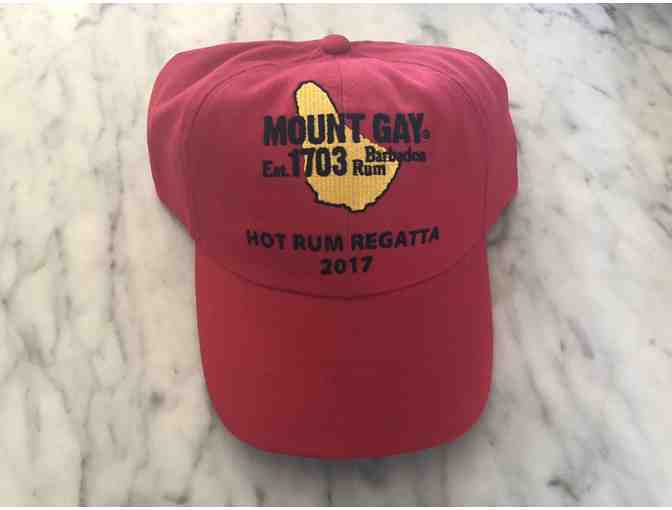 MOUNT GAY®
Est. 1703 Barbados
Rum
HOT RUM REGATTA
2017